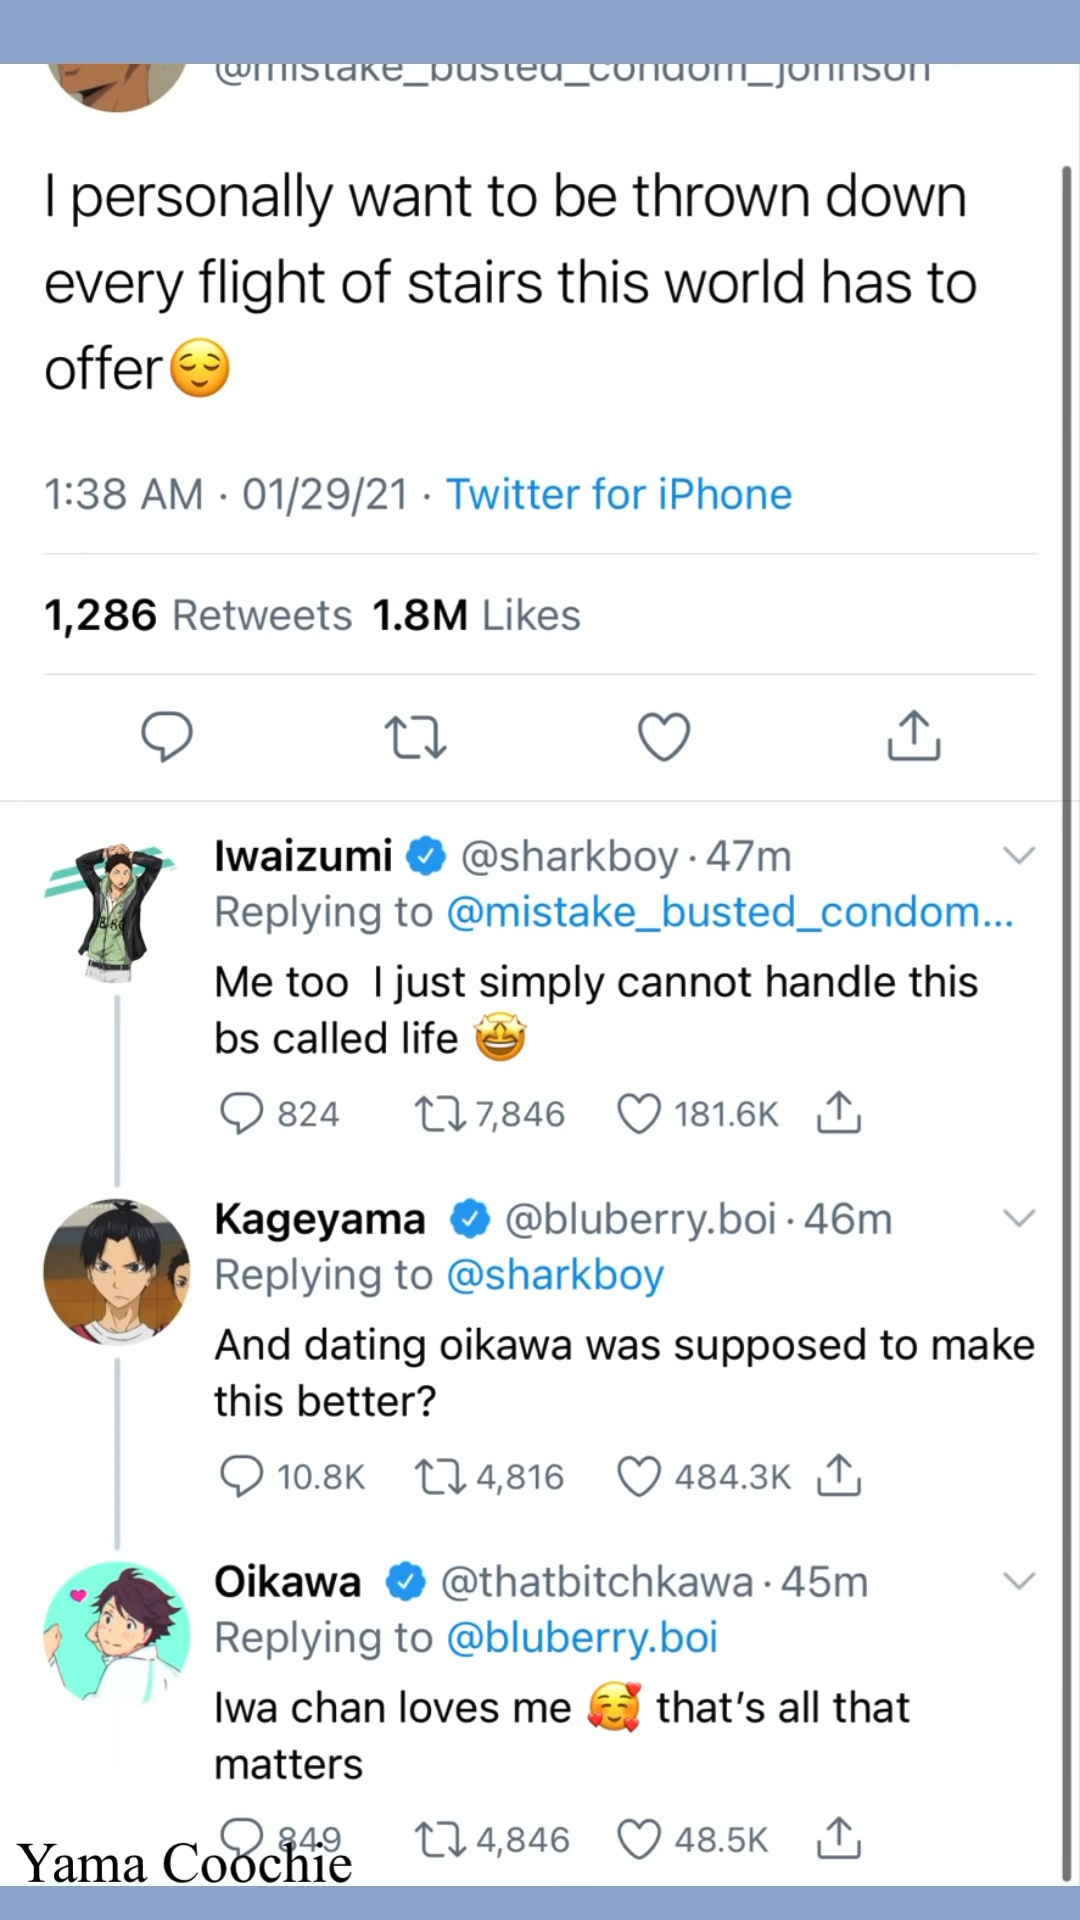 @mistake_busted_condom_johnson
I personally want to be thrown down
every flight of stairs this world has to
offer😌
1:38 AM · 01/29/21 · Twitter for iPhone
1,286 Retweets 1.8M Likes
Iwaizumi @sharkboy · 47m
Replying to @mistake_busted_condom...
Me too  I just simply cannot handle this
bs called life 🤩
824 7,846 181.6K
Kageyama @bluberry.boi · 46m
Replying to @sharkboy
And dating oikawa was supposed to make
this better?
10.8K 4,816 484.3K
Oikawa @thatbitchkawa · 45m
Replying to @bluberry.boi
Iwa chan loves me 🥰 that's all that
matters
849 4,846 48.5K
Yama Coochie